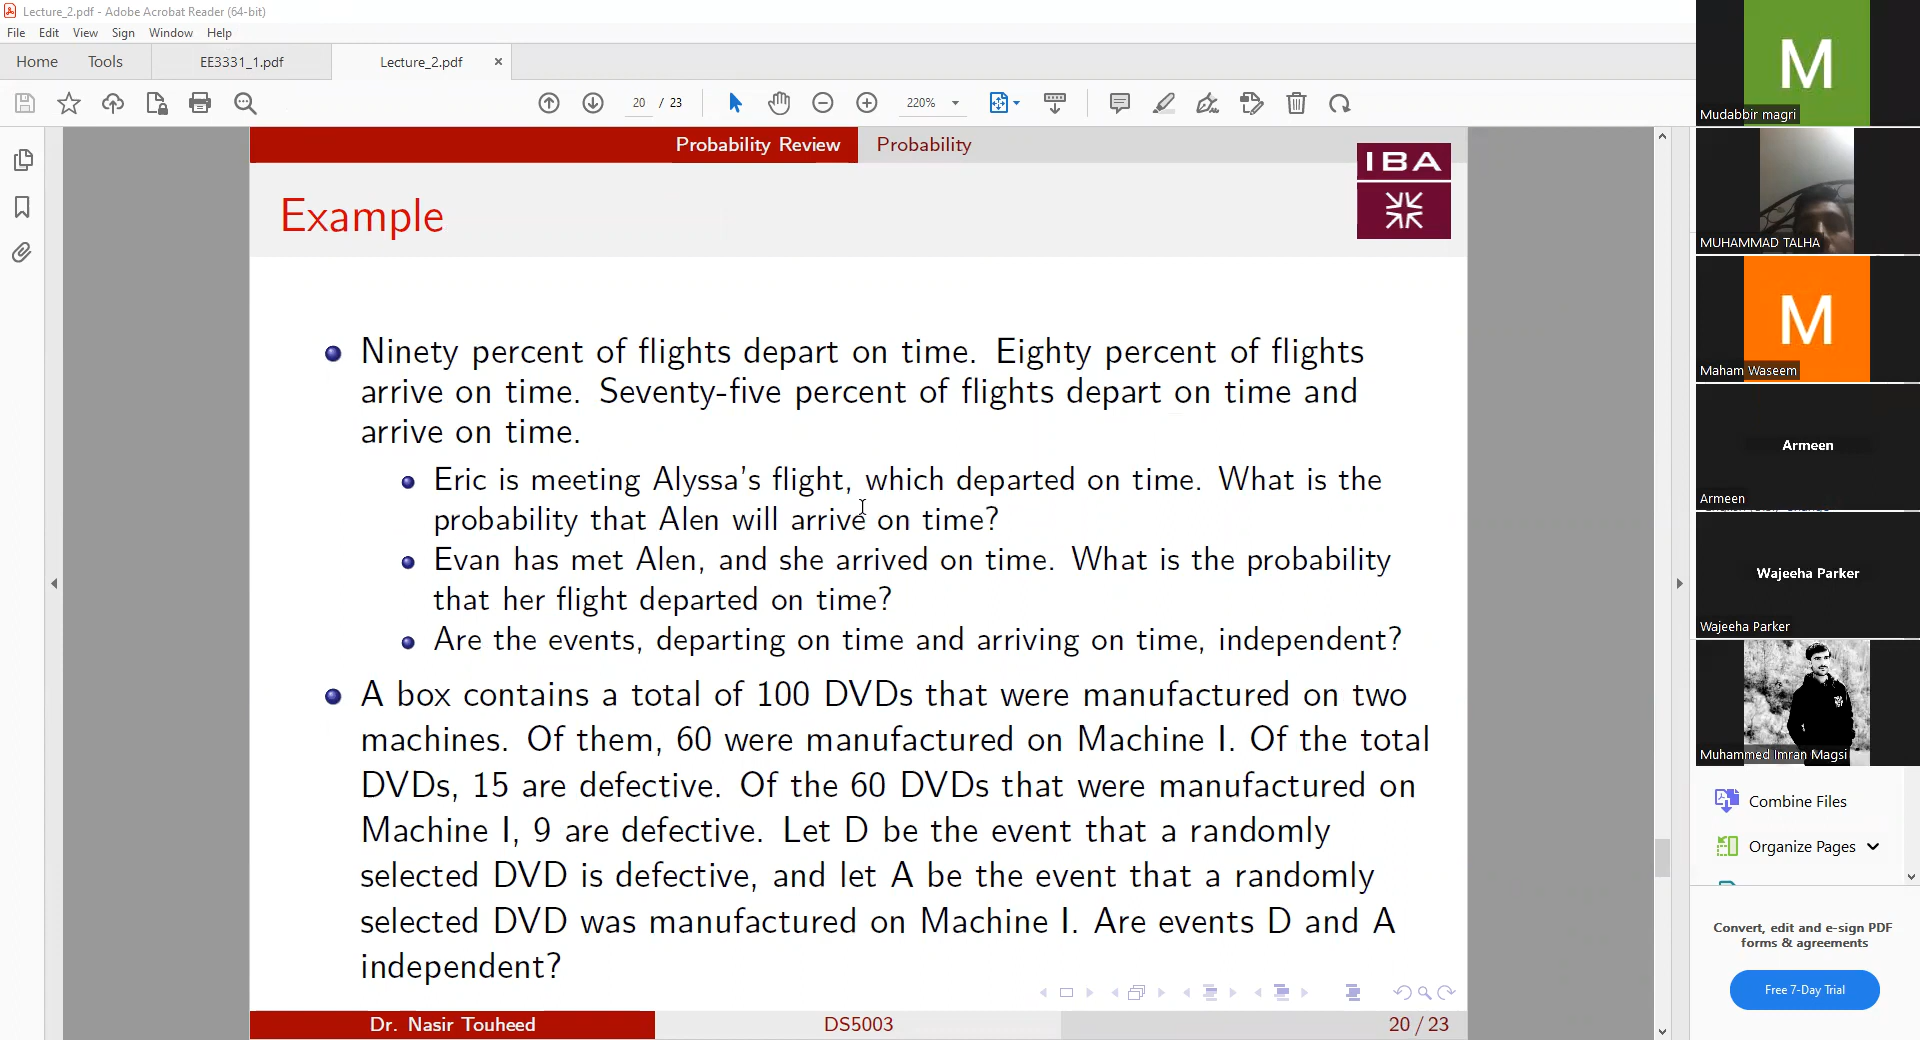 Lecture_2.pdf - Adobe Acrobat Reader (64-bit)
File Edit View Sign Window Help
Home Tools EE3331_1.pdf Lecture_2.pdf ×
20 / 23 220%
Probability Review Probability
IBA
Example
Ninety percent of flights depart on time. Eighty percent of flights
arrive on time. Seventy-five percent of flights depart on time and
arrive on time.
Eric is meeting Alyssa's flight, which departed on time. What is the
probability that Alen will arrive on time?
Evan has met Alen, and she arrived on time. What is the probability
that her flight departed on time?
Are the events, departing on time and arriving on time, independent?
A box contains a total of 100 DVDs that were manufactured on two
machines. Of them, 60 were manufactured on Machine I. Of the total
DVDs, 15 are defective. Of the 60 DVDs that were manufactured on
Machine I, 9 are defective. Let D be the event that a randomly
selected DVD is defective, and let A be the event that a randomly
selected DVD was manufactured on Machine I. Are events D and A
independent?
Dr. Nasir Touheed DS5003 20 / 23
M
Mudabbir magri
MUHAMMAD TALHA
M
Maham Waseem
Armeen
Armeen
Wajeeha Parker
Wajeeha Parker
Muhammed Imran Magsi
Combine Files
Organize Pages
Convert, edit and e-sign PDF
forms & agreements
Free 7-Day Trial